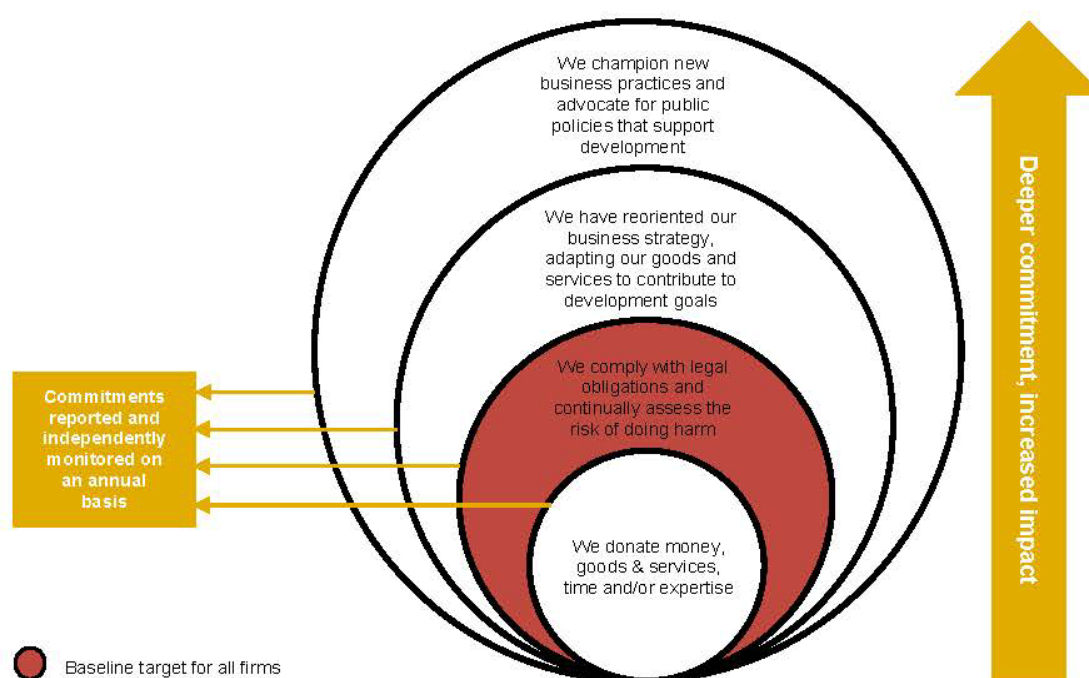 We champion new
business practices and
advocate for public
policies that support
development
We have reoriented our
business strategy,
adapting our goods and
services to contribute to
development goals
We comply with legal
obligations and
continually assess the
risk of doing harm
We donate money,
goods & services,
time and/or expertise
Commitments
reported and
independently
monitored on
an annual
basis
Deeper commitment, increased impact
Baseline target for all firms